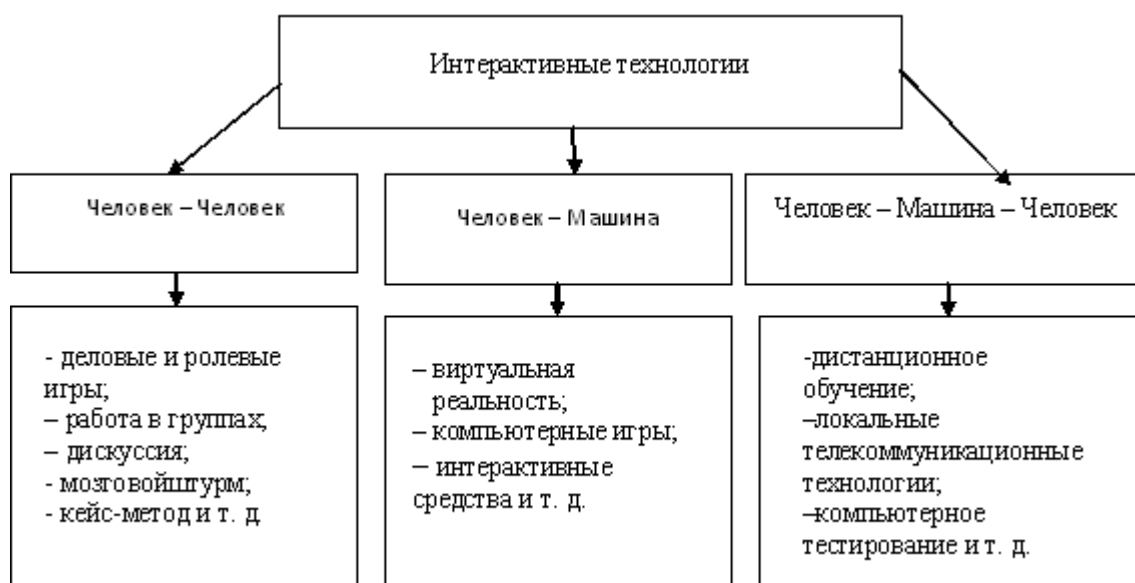 Интерактивные технологии
Человек – Человек
Человек – Машина
Человек – Машина – Человек
- деловые и ролевые
игры;
– работа в группах;
– дискуссия;
- мозговойштурм;
- кейс-метод и т. д.
– виртуальная
реальность;
– компьютерные игры;
– интерактивные
средства и т. д.
-дистанционное
обучение;
–локальные
телекоммуникационные
технологии;
–компьютерное
тестирование и т. д.